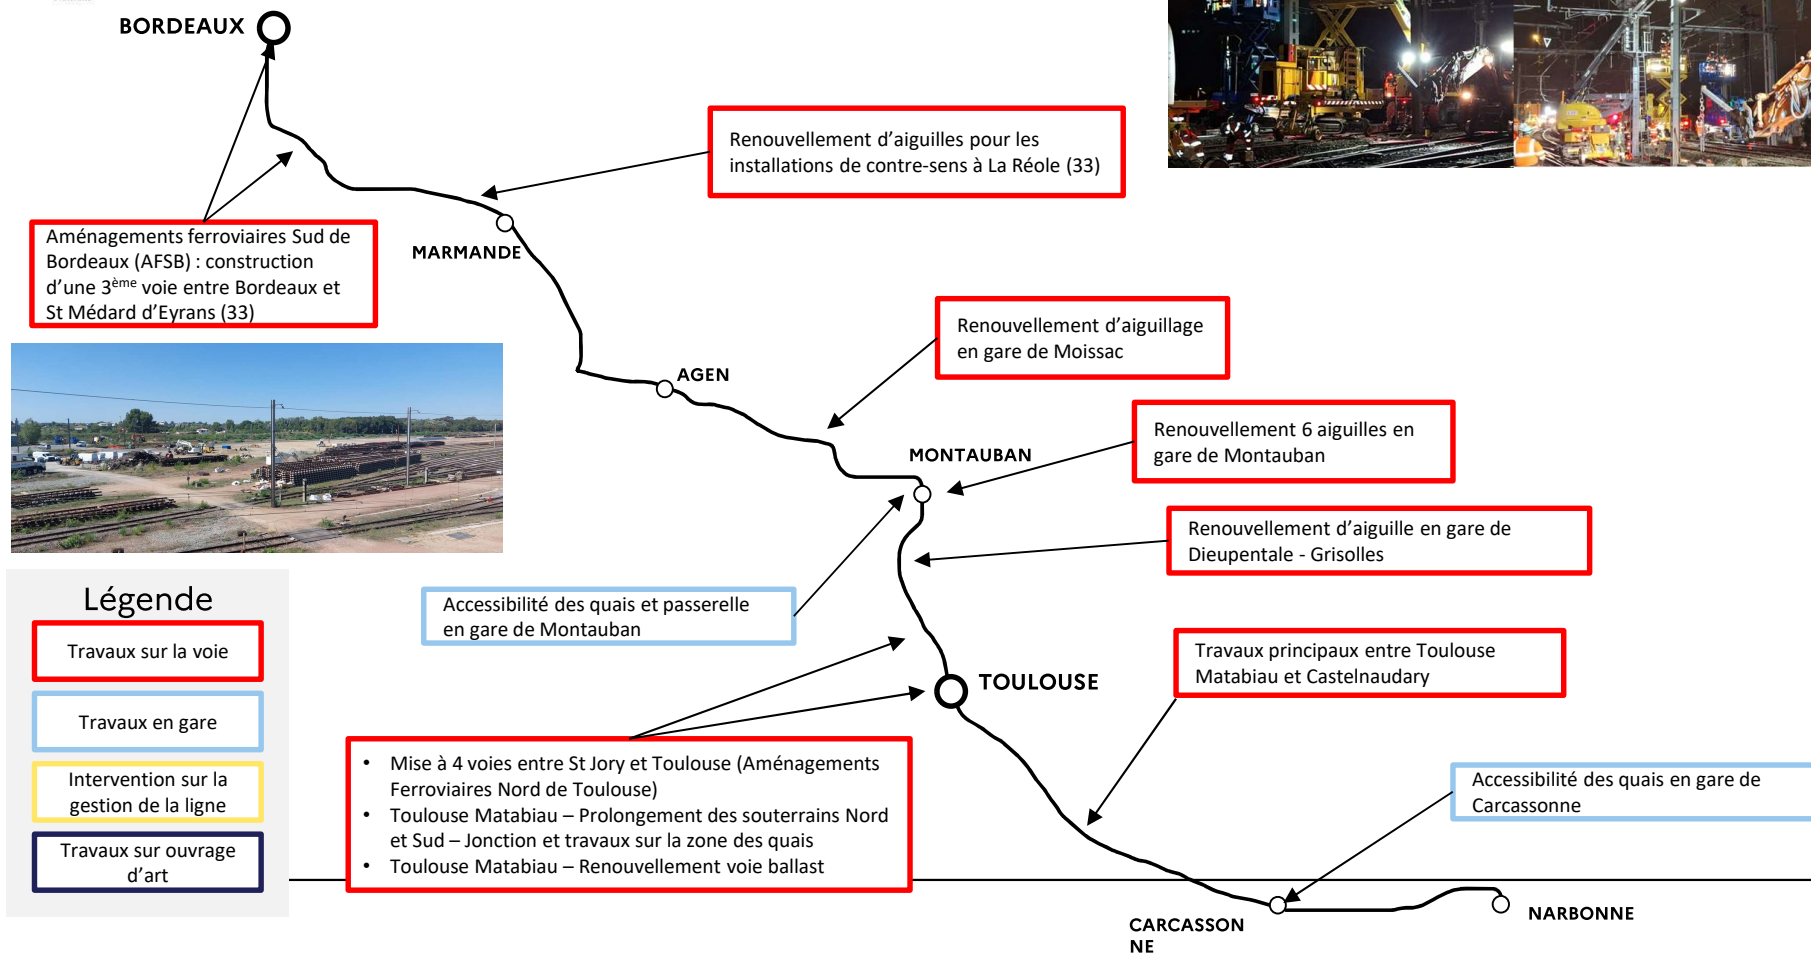 BORDEAUX
Renouvellement d'aiguilles pour les
installations de contre-sens à La Réole (33)
Aménagements ferroviaires Sud de
Bordeaux (AFSB) : construction
d'une 3ème voie entre Bordeaux et
St Médard d'Eyrans (33)
MARMANDE
Renouvellement d'aiguillage
en gare de Moissac
AGEN
Renouvellement 6 aiguilles en
gare de Montauban
MONTAUBAN
Renouvellement d'aiguille en gare de
Dieupentale - Grisolles
Accessibilité des quais et passerelle
en gare de Montauban
Légende
Travaux sur la voie
Travaux en gare
Intervention sur la
gestion de la ligne
Travaux sur ouvrage
d'art
Travaux principaux entre Toulouse
Matabiau et Castelnaudary
TOULOUSE
• Mise à 4 voies entre St Jory et Toulouse (Aménagements
Ferroviaires Nord de Toulouse)
• Toulouse Matabiau – Prolongement des souterrains Nord
et Sud – Jonction et travaux sur la zone des quais
• Toulouse Matabiau – Renouvellement voie ballast
Accessibilité des quais en gare de
Carcassonne
CARCASSON
NE
NARBONNE